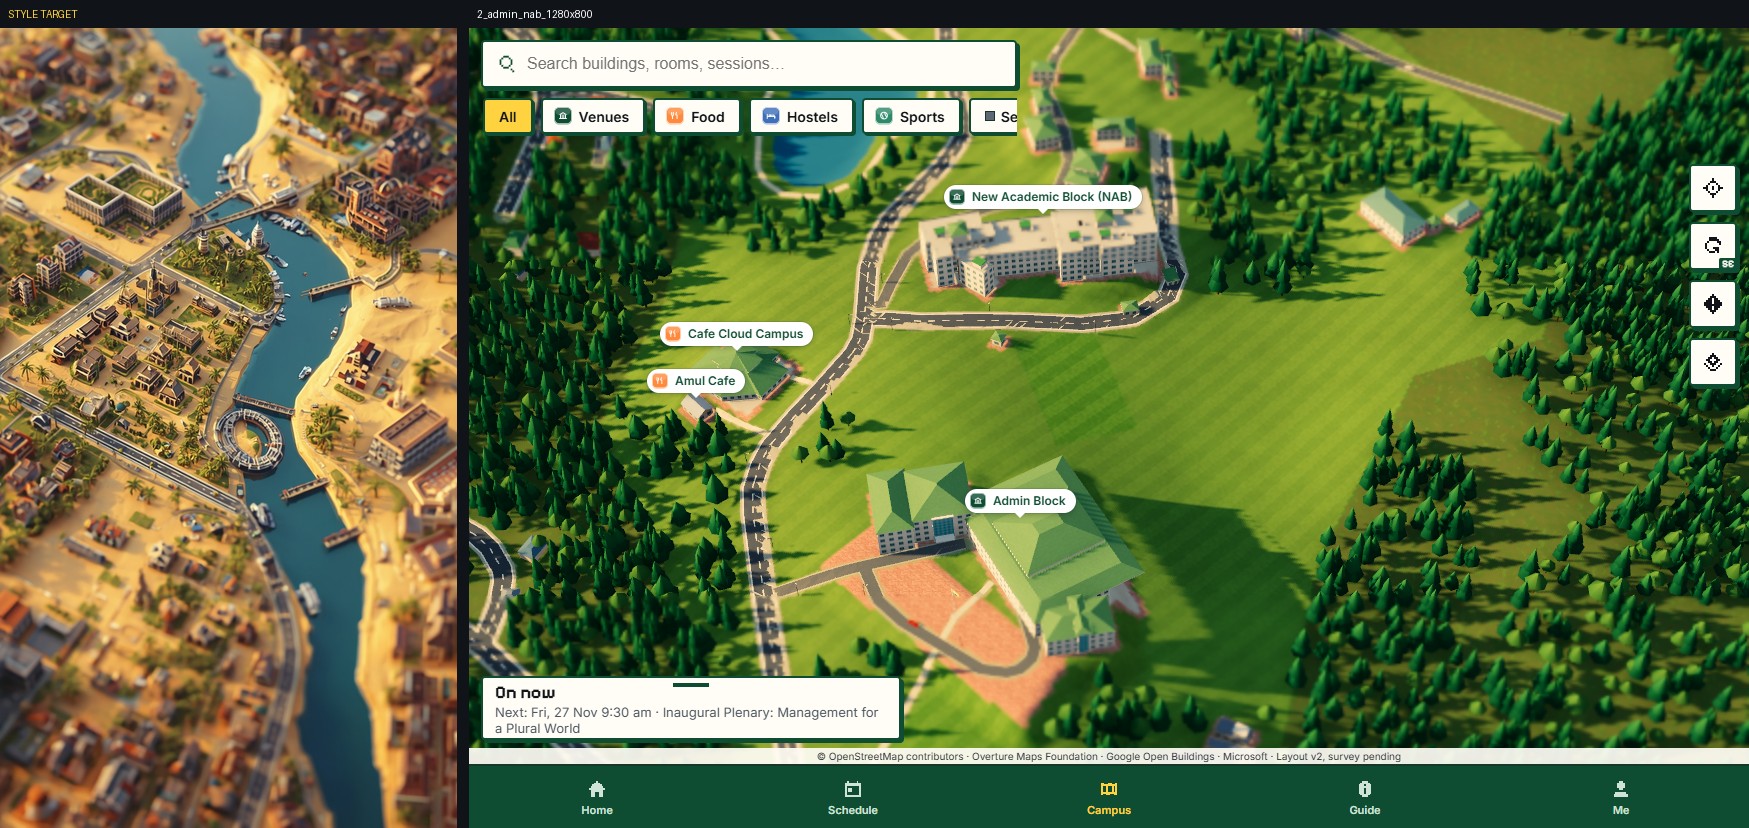 STYLE TARGET
2_admin_nab_1280x800
Search buildings, rooms, sessions...
All
Venues
Food
Hostels
Sports
Se
New Academic Block (NAB)
SE
Cafe Cloud Campus
Amul Cafe
Admin Block
On now
Next: Fri, 27 Nov 9:30 am · Inaugural Plenary: Management for
a Plural World
© OpenStreetMap contributors · Overture Maps Foundation · Google Open Buildings · Microsoft · Layout v2, survey pending
Home
Schedule
Campus
Guide
Me